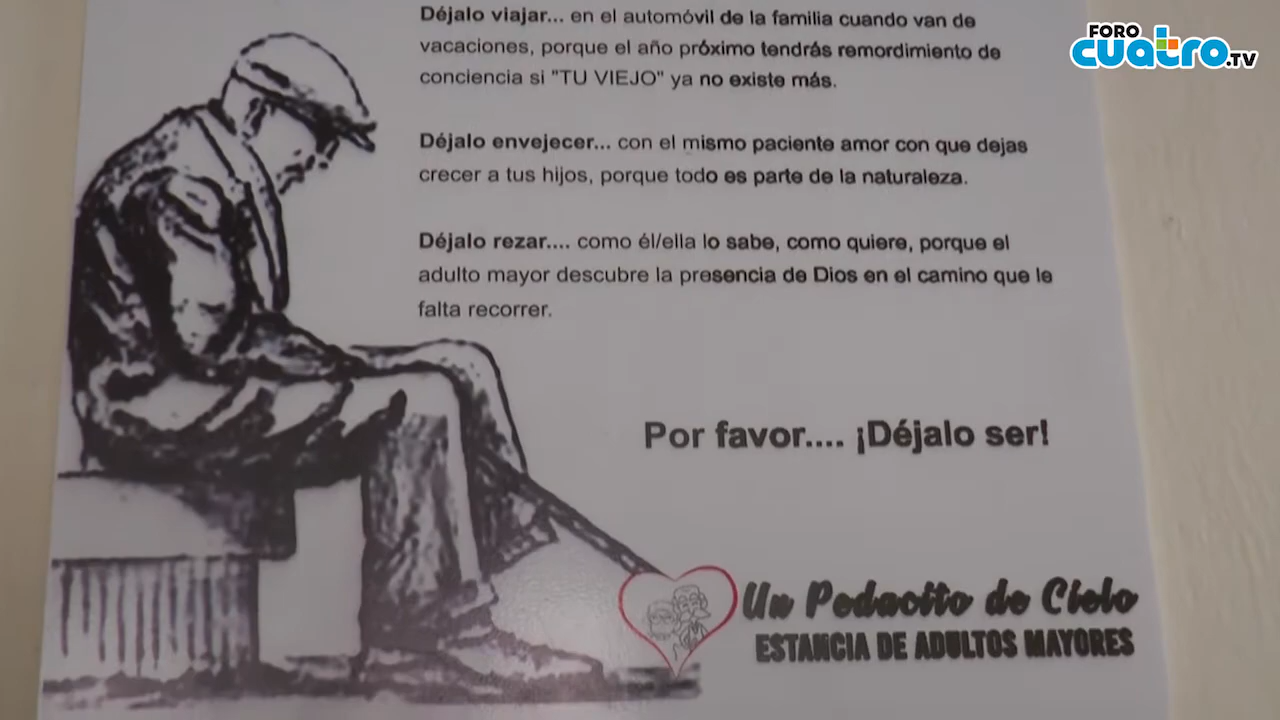 Déjalo viajar... en el automóvil de la familia cuando van de
vacaciones, porque el año próximo tendrás remordimiento de
conciencia si "TU VIEJO" ya no existe más.
Déjalo envejecer... con el mismo paciente amor con que dejas
crecer a tus hijos, porque todo es parte de la naturaleza.
Déjalo rezar.... como él/ella lo sabe, como quiere, porque el
adulto mayor descubre la presencia de Dios en el camino que le
falta recorrer.
Por favor.... ¡Déjalo ser!
Un Pedacito de Cielo
ESTANCIA DE ADULTOS MAYORES
FORO
CUATRO.TV